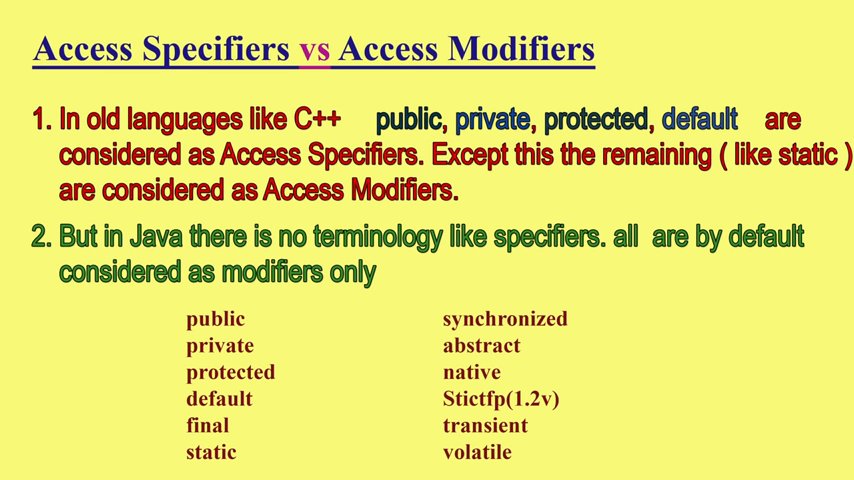 Access Specifiers vs Access Modifiers
1. In old languages like C++ public, private, protected, default are
considered as Access Specifiers. Except this the remaining ( like static )
are considered as Access Modifiers.
2. But in Java there is no terminology like specifiers. all are by default
considered as modifiers only
public
private
protected
default
final
static
synchronized
abstract
native
Stictfp(1.2v)
transient
volatile